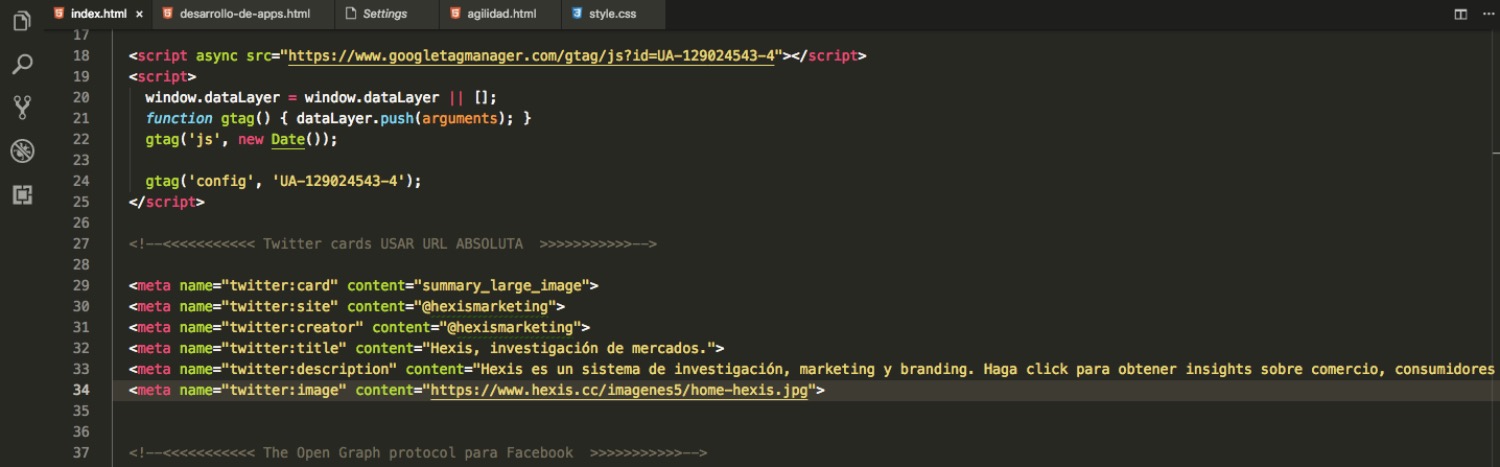 index.html × desarrollo-de-apps.html Settings agilidad.html style.css
17
18 <script async src="https://www.googletagmanager.com/gtag/js?id=UA-129024543-4"></script>
19 <script>
20 window.dataLayer = window.dataLayer || [];
21 function gtag() { dataLayer.push(arguments); }
22 gtag('js', new Date());
23
24 gtag('config', 'UA-129024543-4');
25 </script>
26
27 <!--<<<<<<<<<<< Twitter cards USAR URL ABSOLUTA >>>>>>>>>>>-->
28
29 <meta name="twitter:card" content="summary_large_image">
30 <meta name="twitter:site" content="@hexismarketing">
31 <meta name="twitter:creator" content="@hexismarketing">
32 <meta name="twitter:title" content="Hexis, investigación de mercados.">
33 <meta name="twitter:description" content="Hexis es un sistema de investigación, marketing y branding. Haga click para obtener insights sobre comercio, consumidores
34 <meta name="twitter:image" content="https://www.hexis.cc/imagenes5/home-hexis.jpg">
35
36
37 <!--<<<<<<<<<<< The Open Graph protocol para Facebook >>>>>>>>>>>-->